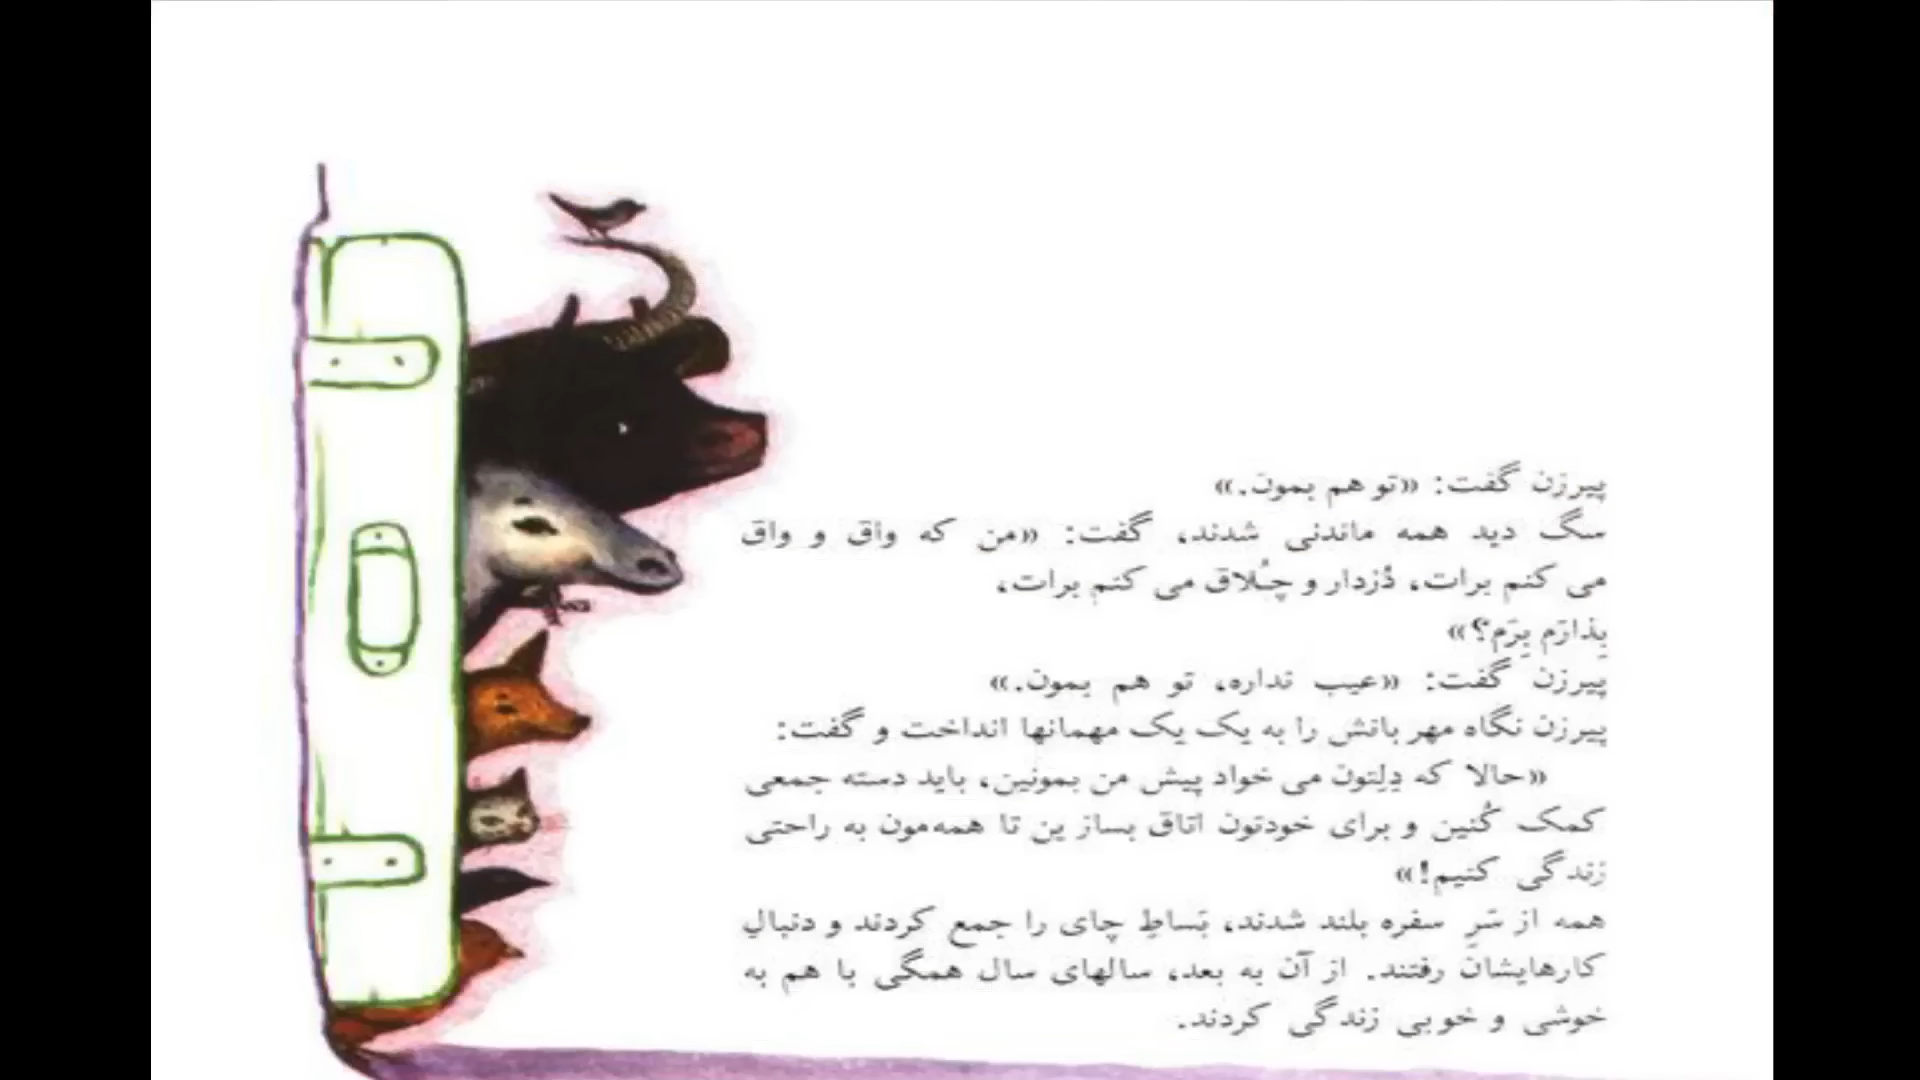 پیرزن گفت: «تو هم بمون.»
سگ دید همه ماندنی شدند، گفت: «من که واق و واق
می کنم برات، دُزدار و چُلاق می کنم برات،
بِذارَم بِرَم؟»
پیرزن گفت: «عیب نداره، تو هم بمون.»
پیرزن نگاه مهربانش را به یک یک مهمانها انداخت و گفت:
«حالا که دِلِتون می خواد پیش من بمونین، باید دسته جمعی
کمک کُنین و برای خودتون اتاق بسازین تا همه‌مون به راحتی
زندگی کنیم!»
همه از سَرِ سفره بلند شدند، بَساطِ چای را جمع کردند و دنبالِ
کارهایشان رفتند. از آن به بعد، سالهای سال همگی با هم به
خوشی و خوبی زندگی کردند.